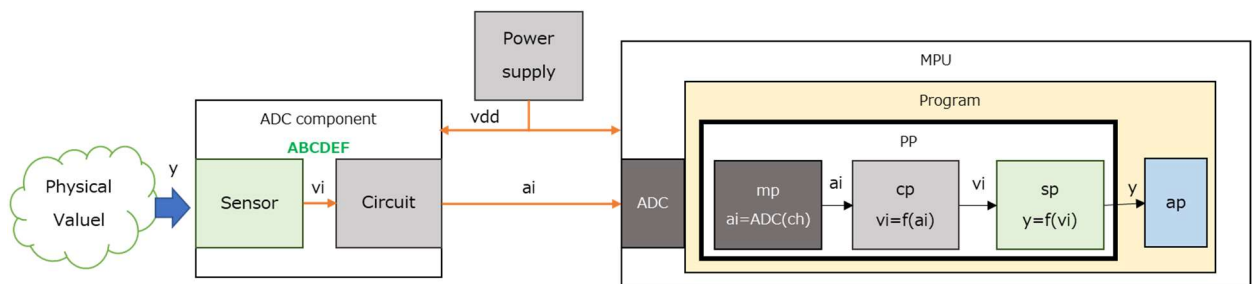 Power
supply
MPU
Program
ADC component
vdd
ABCDEF
PP
y
Physical
Valuel
Sensor
vi
Circuit
ai
ADC
mp
ai=ADC(ch)
ai
cp
vi=f(ai)
vi
sp
y=f(vi)
y
ap